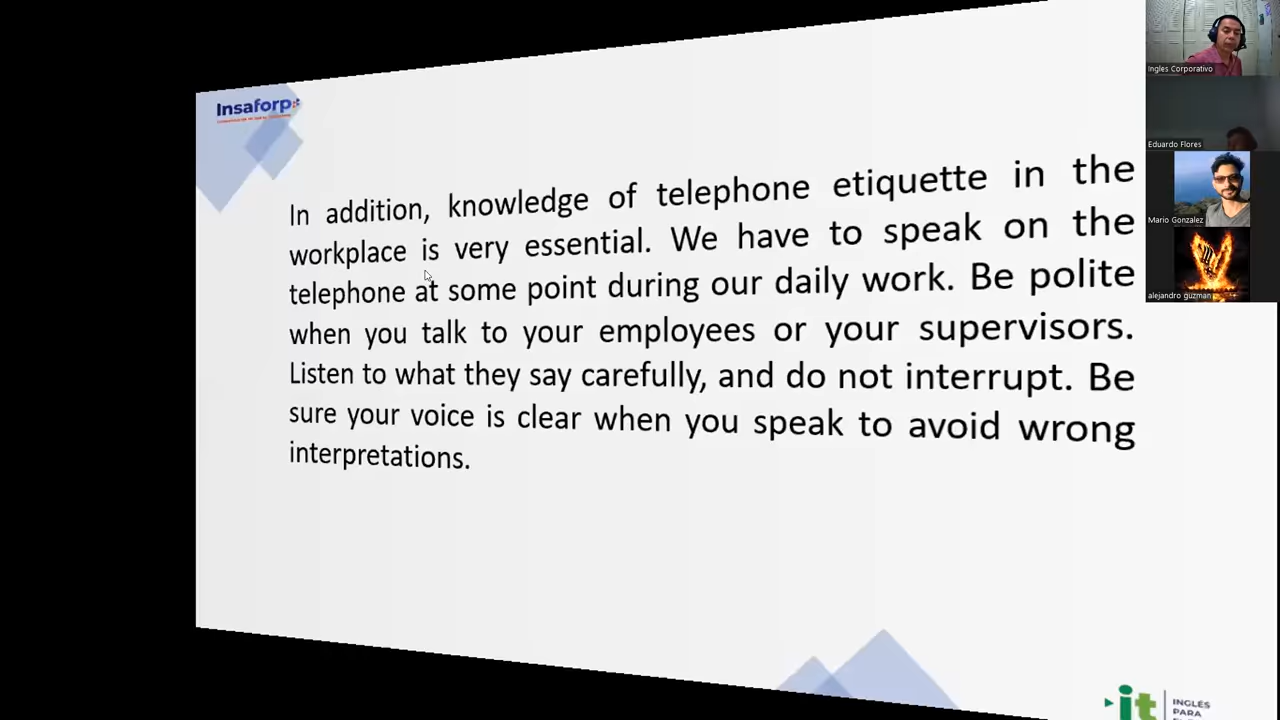 Insaforp
In addition, knowledge of telephone etiquette in the
workplace is very essential. We have to speak on the
telephone at some point during our daily work. Be polite
when you talk to your employees or your supervisors.
Listen to what they say carefully, and do not interrupt. Be
sure your voice is clear when you speak to avoid wrong
interpretations.
Ingles Corporativo
Eduardo Flores
Mario Gonzalez
alejandro guzman
it
INGLÉS
PARA